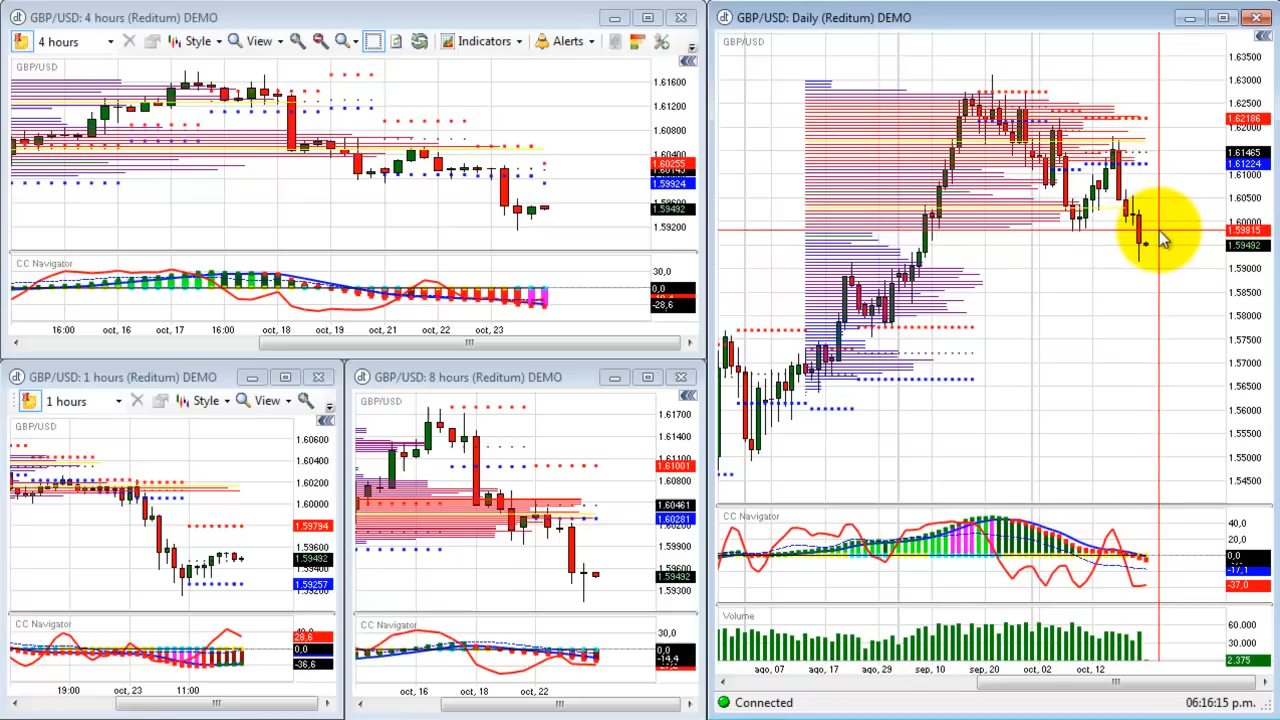 GBP/USD: 4 hours (Reditum) DEMO
4 hours
Style
View
Indicators
Alerts
GBP/USD
1.61600
1.61200
1.60800
1.60400
1.60255
1.59924
1.59492
1.59200
CC Navigator
30,0
0,0
-28,6
16:00
oct, 16
oct, 17
16:00
oct, 18
oct, 19
oct, 21
oct, 22
oct, 23
GBP/USD: 1 h
1 hours
Style
View
GBP/USD
1.60600
1.60400
1.60200
1.60000
1.59794
1.59600
1.59492
1.59257
CC Navigator
28,6
0,0
-36,6
19:00
oct, 23
11:00
GBP/USD: 8 hours (Reditum) DE
GBP/USD
1.61700
1.61400
1.61001
1.60800
1.60461
1.60281
1.59900
1.59600
1.59492
1.59300
CC Navigator
30,0
0,0
-14,4
oct, 16
oct, 18
oct, 22
GBP/USD: Daily (Reditum) DEMO
GBP/USD
1.63500
1.63000
1.62500
1.62186
1.62000
1.61465
1.61224
1.61000
1.60500
1.60000
1.59815
1.59492
1.59000
1.58500
1.58000
1.57500
1.57000
1.56500
1.56000
1.55500
1.55000
1.54500
CC Navigator
40,0
20,0
0,0
-17,1
-37,0
Volume
60.000
30.000
2.375
ago, 07
ago, 17
ago, 29
sep, 10
sep, 20
oct, 02
oct, 12
Connected
06:16:15 p.m.